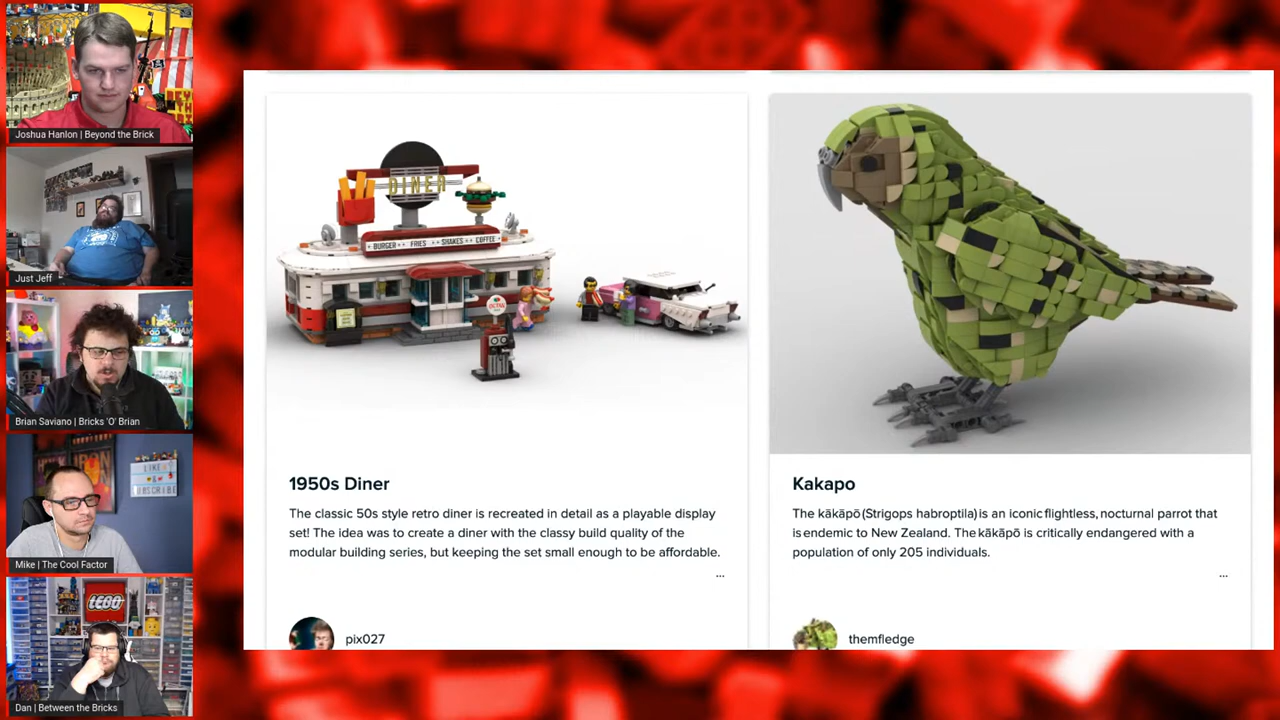 Joshua Hanlon | Beyond the Brick
Just Jeff
Brian Saviano | Bricks 'O' Brian
LIKE
&
SUBSCRIBE
Mike | The Cool Factor
LEGO
Dan | Between the Bricks
DINER
BURGER FRIES SHAKES COFFEE
1950s Diner
The classic 50s style retro diner is recreated in detail as a playable display
set! The idea was to create a diner with the classy build quality of the
modular building series, but keeping the set small enough to be affordable.
...
pix027
Kakapo
The kākāpō (Strigops habroptila) is an iconic flightless, nocturnal parrot that
is endemic to New Zealand. The kākāpō is critically endangered with a
population of only 205 individuals.
...
themfledge